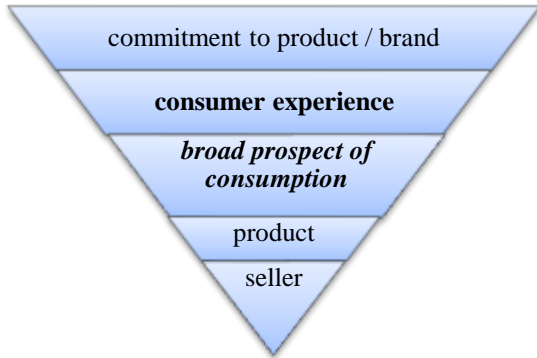 commitment to product / brand
consumer experience
broad prospect of
consumption
product
seller